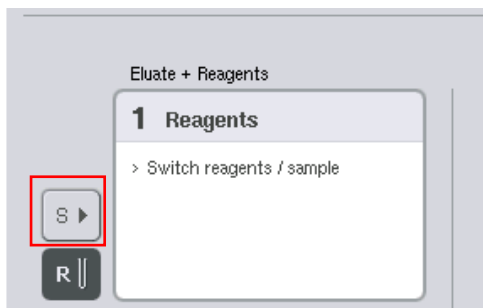 Eluate + Reagents
1 Reagents
> Switch reagents / sample
S
R